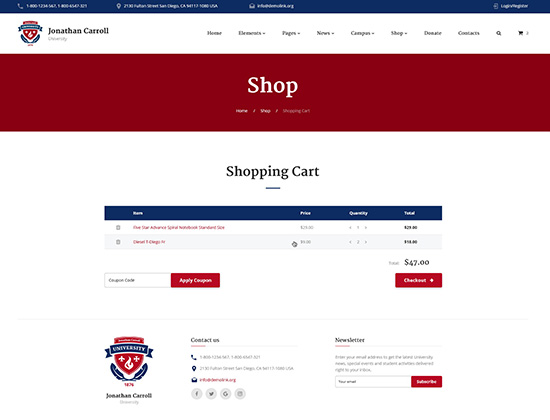 1-800-1234-567, 1-800-6547-321
2130 Fulton Street San Diego, CA 94117-1080 USA
info@demolink.org
Login/Register
UNIVERSITY
Jonathan Carroll
University
Home
Elements
Pages
News
Campus
Shop
Donate
Contacts
Shop
Home / Shop / Shopping Cart
Shopping Cart
Item Price Quantity Total
Five Star Advance Spiral Notebook Standard Size $29.00 < 1 > $29.00
$9.00 < 2 > $18.00
Total: $47.00
Coupon Code
Apply Coupon
Checkout
Jonathan Carroll
UNIVERSITY
1876
Jonathan Carroll
University
Contact us
1-800-1234-567, 1-800-6547-321
2130 Fulton Street San Diego, CA 94117-1080 USA
info@demolink.org
Newsletter
Enter your email address to get the latest University
news, special events and student activities delivered
right to your inbox.
Your email
Subscribe